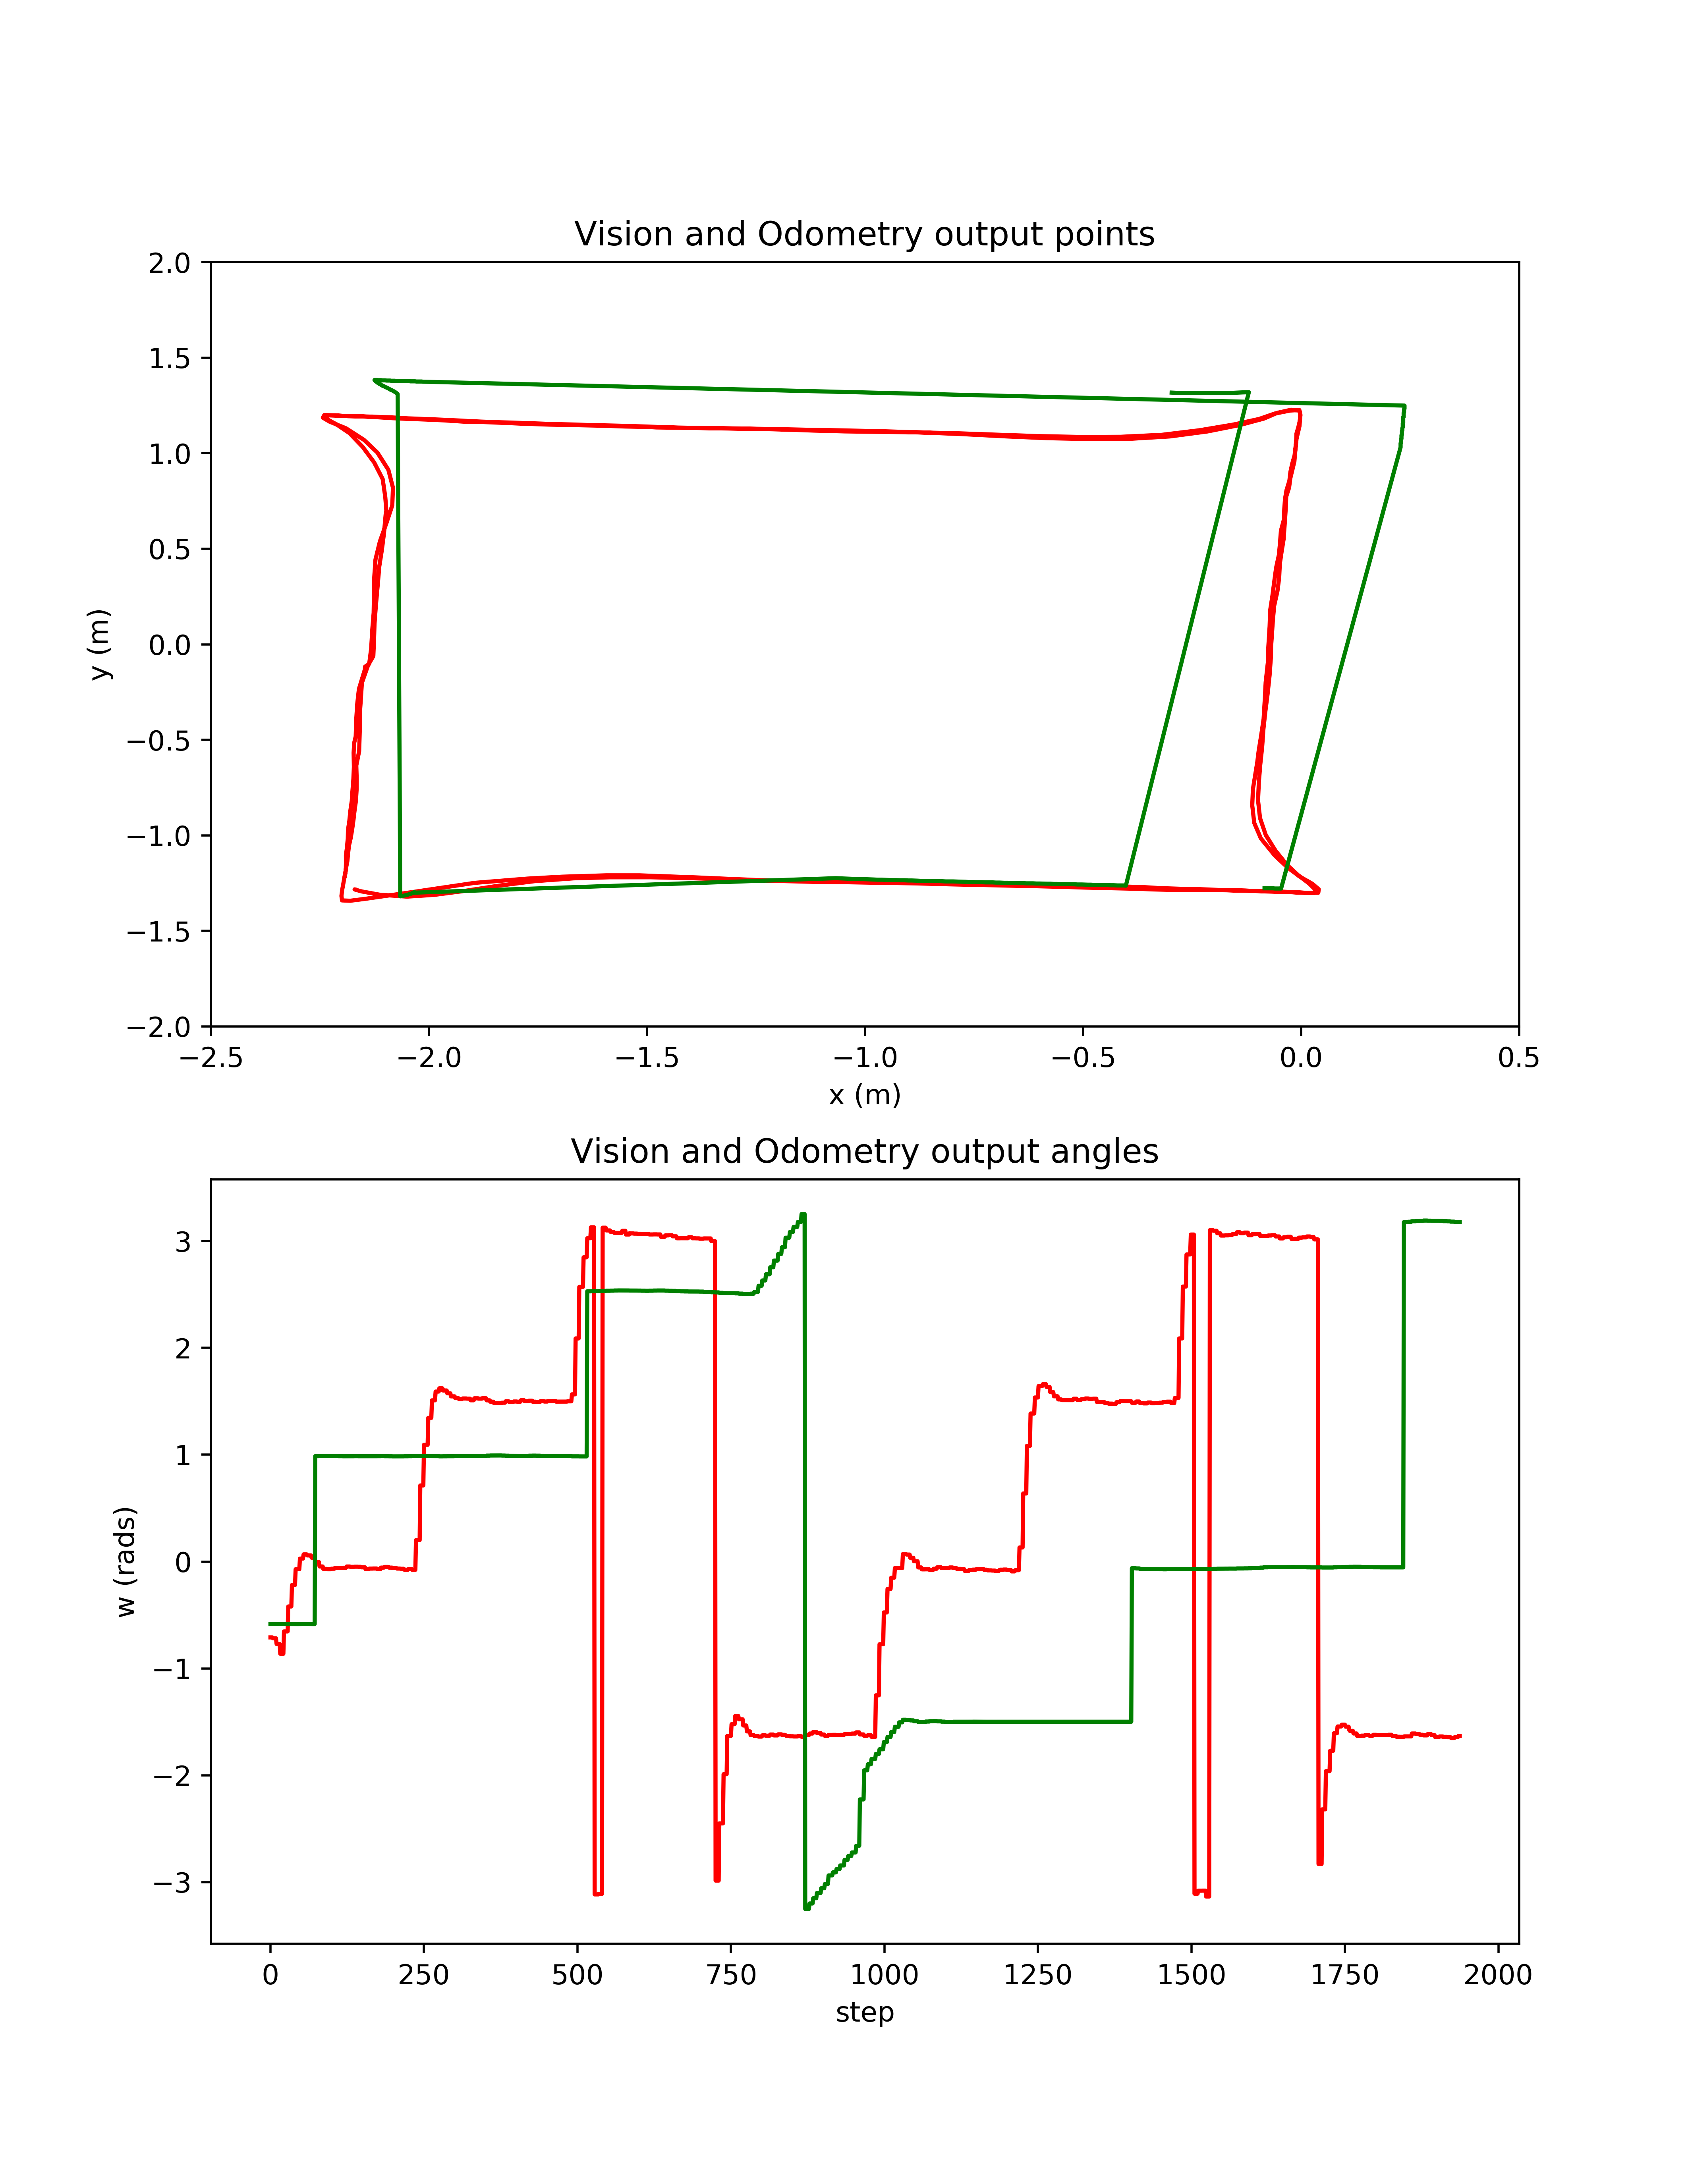 Vision and Odometry output points
2.0
1.5
1.0
0.5
0.0
−0.5
−1.0
−1.5
−2.0
y (m)
−2.5 −2.0 −1.5 −1.0 −0.5 0.0 0.5
x (m)
Vision and Odometry output angles
3
2
1
0
−1
−2
−3
w (rads)
0 250 500 750 1000 1250 1500 1750 2000
step